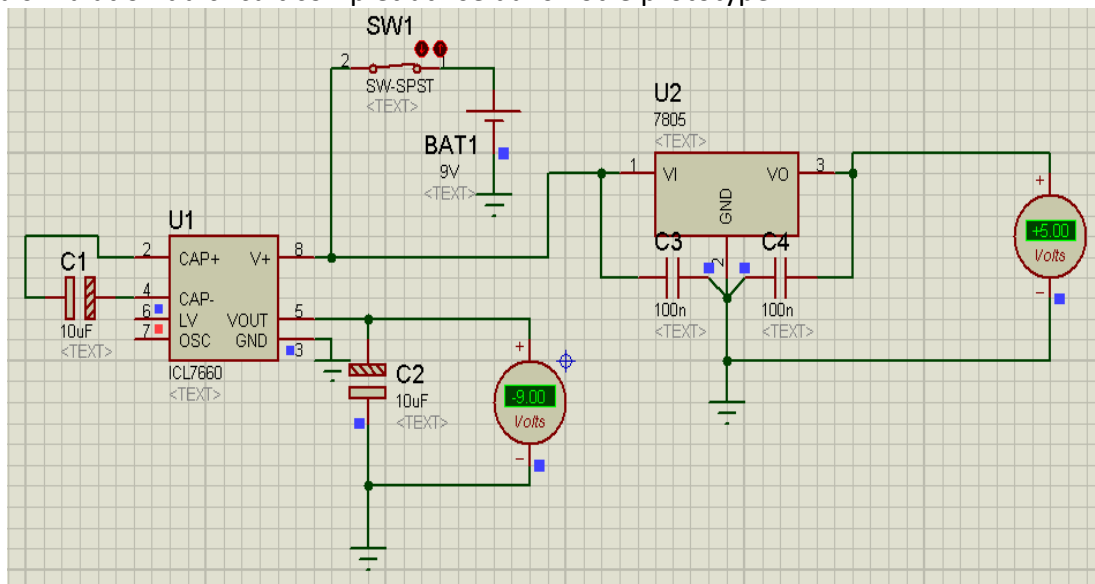 SW1
2
1
SW-SPST
<TEXT>
BAT1
9V
<TEXT>
U2
7805
<TEXT>
1
VI
VO
3
GND
2
C3
100n
<TEXT>
C4
100n
<TEXT>
+
+5.00
Volts
−
U1
2
CAP+
V+
8
4
CAP-
6
LV
VOUT
5
7
OSC
GND
3
ICL7660
<TEXT>
C1
10uF
<TEXT>
C2
10uF
<TEXT>
+
-9.00
Volts
−